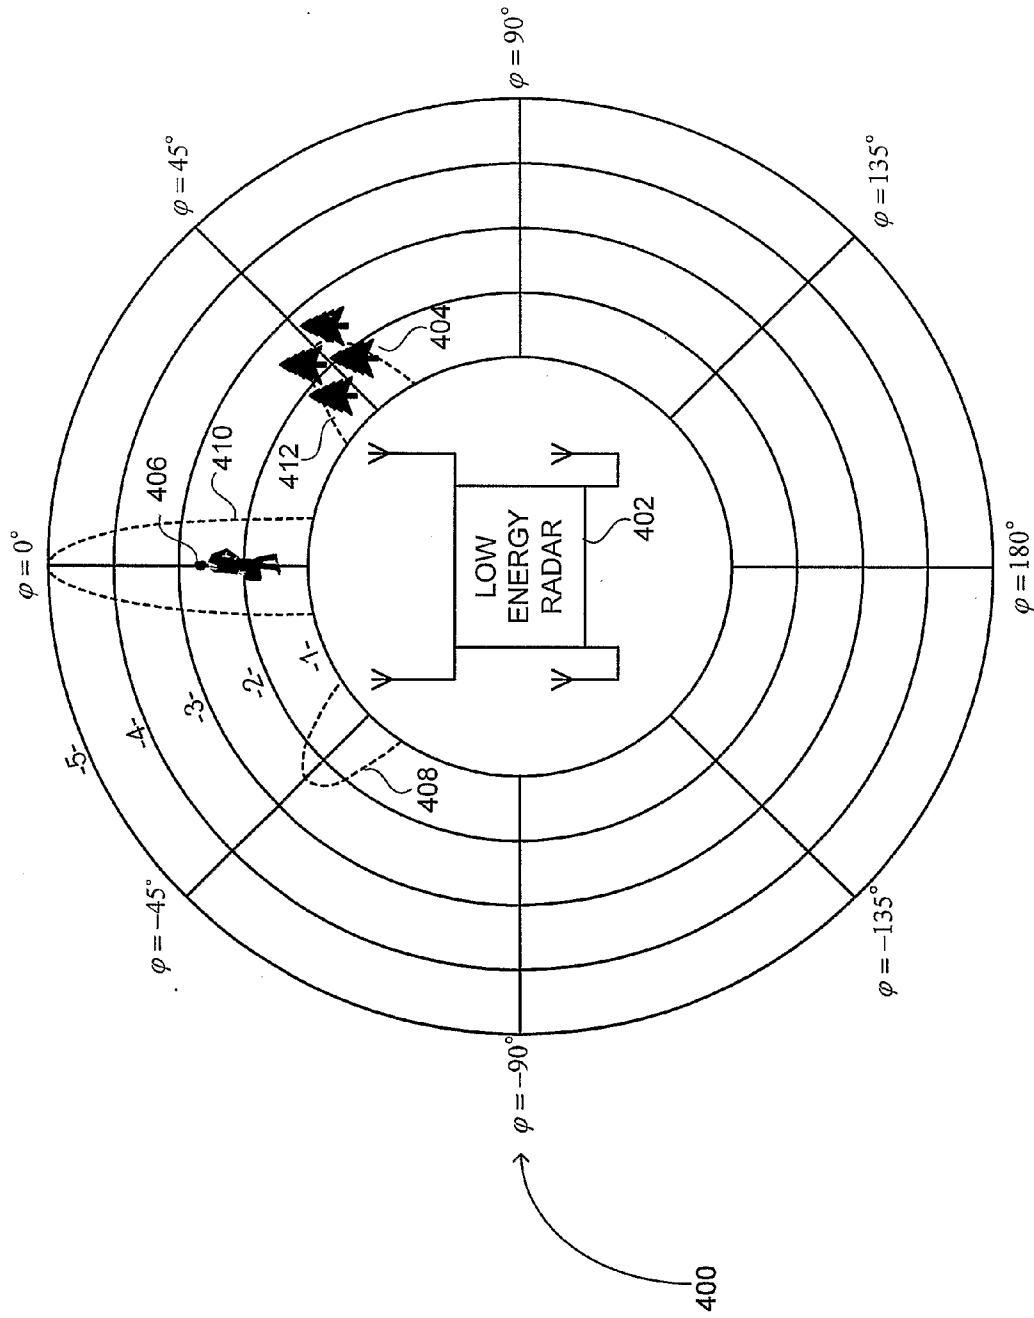 φ = 0°
φ = 45°
φ = 90°
φ = 135°
φ = 180°
φ = –135°
φ = –90°
φ = –45°
-5-
-4-
-3-
-2-
-1-
406
410
412
404
408
LOW
ENERGY
RADAR
402
400